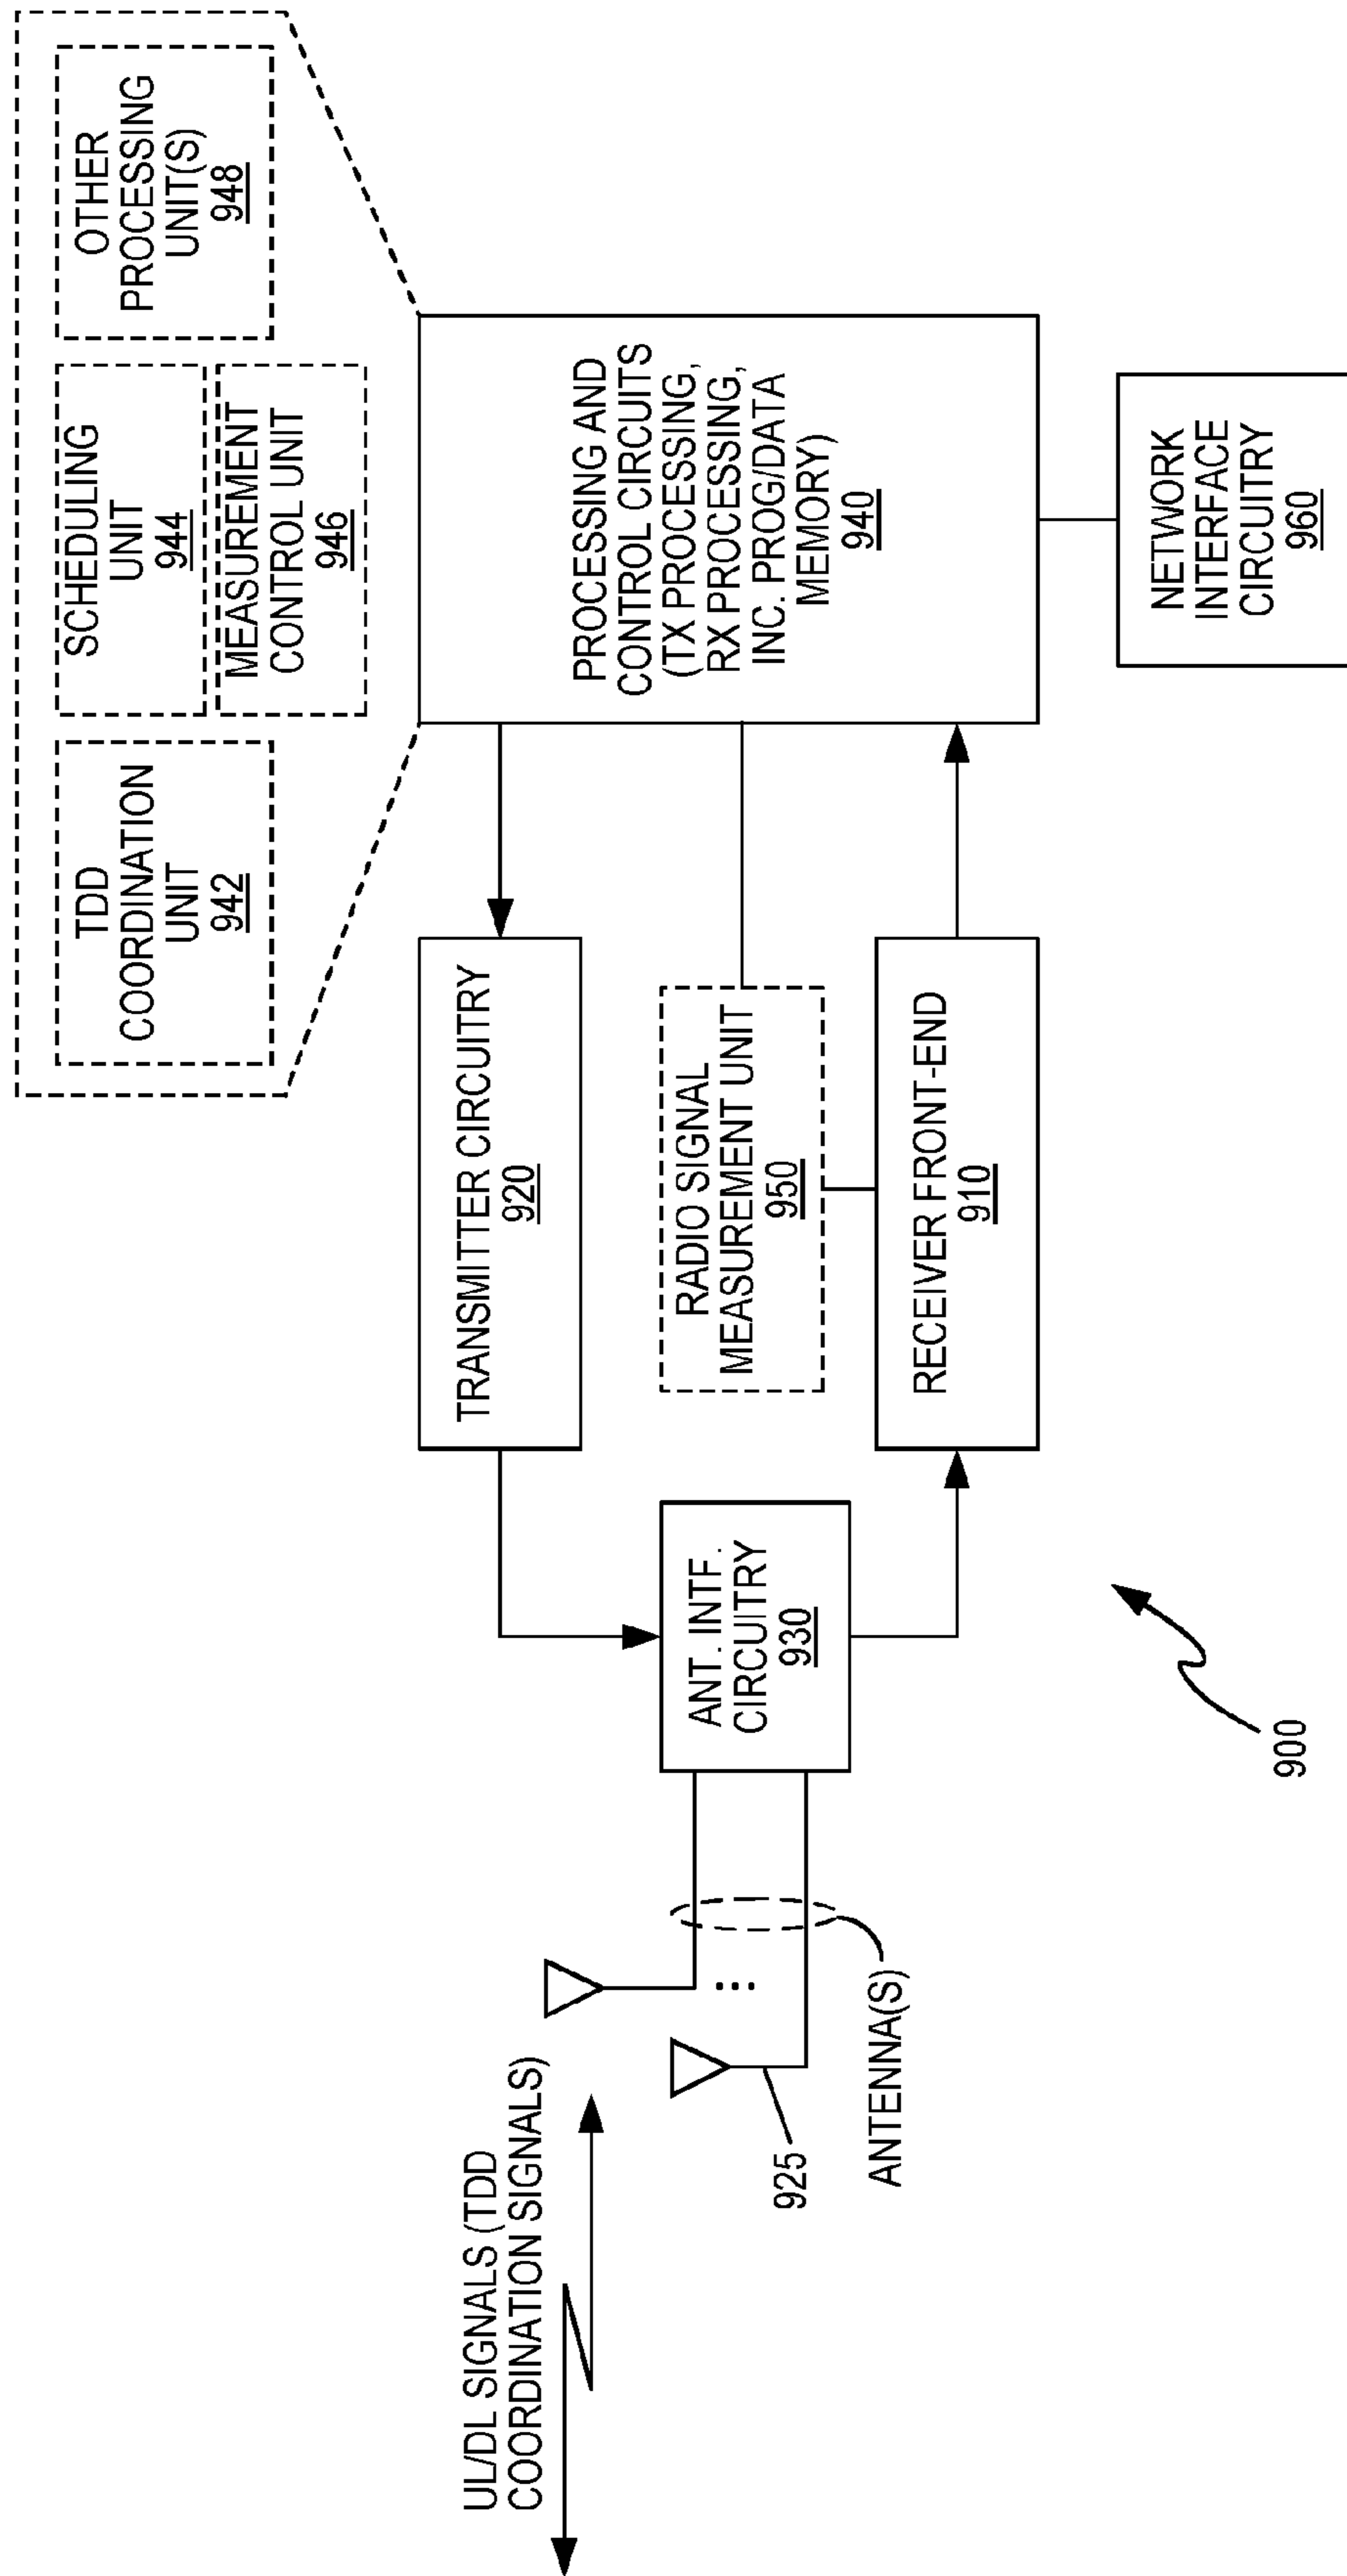 TDD
COORDINATION
UNIT
942
SCHEDULING
UNIT
944
MEASUREMENT
CONTROL UNIT
946
OTHER
PROCESSING
UNIT(S)
948
UL/DL SIGNALS (TDD
COORDINATION SIGNALS)
TRANSMITTER CIRCUITRY
920
PROCESSING AND
CONTROL CIRCUITS
(TX PROCESSING,
RX PROCESSING,
INC. PROG/DATA
MEMORY)
940
925
...
ANTENNA(S)
ANT. INTF.
CIRCUITRY
930
RADIO SIGNAL
MEASUREMENT UNIT
950
RECEIVER FRONT-END
910
NETWORK
INTERFACE
CIRCUITRY
960
900